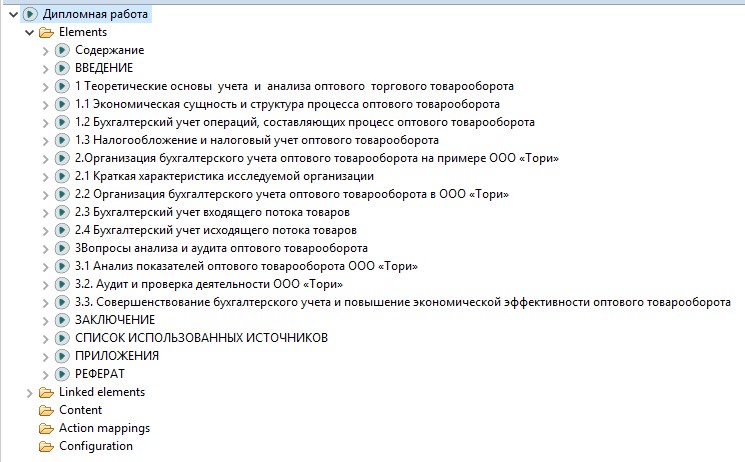 Дипломная работа
Elements
Содержание
ВВЕДЕНИЕ
1 Теоретические основы учета и анализа оптового торгового товарооборота
1.1 Экономическая сущность и структура процесса оптового товарооборота
1.2 Бухгалтерский учет операций, составляющих процесс оптового товарооборота
1.3 Налогообложение и налоговый учет оптового товарооборота
2.Организация бухгалтерского учета оптового товарооборота на примере ООО «Тори»
2.1 Краткая характеристика исследуемой организации
2.2 Организация бухгалтерского учета оптового товарооборота в ООО «Тори»
2.3 Бухгалтерский учет входящего потока товаров
2.4 Бухгалтерский учет исходящего потока товаров
3Вопросы анализа и аудита оптового товарооборота
3.1 Анализ показателей оптового товарооборота ООО «Тори»
3.2. Аудит и проверка деятельности ООО «Тори»
3.3. Совершенствование бухгалтерского учета и повышение экономической эффективности оптового товарооборота
ЗАКЛЮЧЕНИЕ
СПИСОК ИСПОЛЬЗОВАННЫХ ИСТОЧНИКОВ
ПРИЛОЖЕНИЯ
РЕФЕРАТ
Linked elements
Content
Action mappings
Configuration